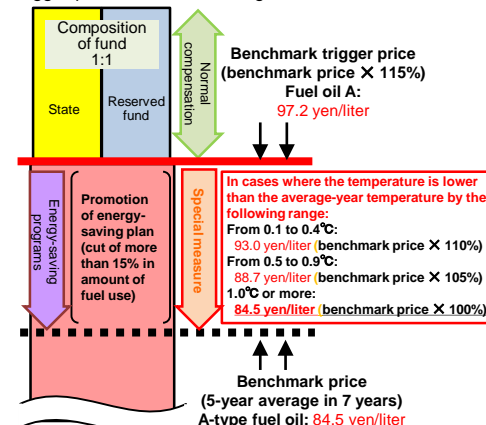 Composition
of fund
1:1
State
Reserved
fund
Normal
compensation
Benchmark trigger price
(benchmark price × 115%)
Fuel oil A:
97.2 yen/liter
Energy-saving
programs
Promotion
of energy-
saving plan
(cut of more
than 15% in
amount of
fuel use)
Special measure
In cases where the temperature is lower
than the average-year temperature by the
following range:
From 0.1 to 0.4℃:
93.0 yen/liter (benchmark price × 110%)
From 0.5 to 0.9℃:
88.7 yen/liter (benchmark price × 105%)
1.0℃ or more:
84.5 yen/liter (benchmark price × 100%)
Benchmark price
(5-year average in 7 years)
A-type fuel oil: 84.5 yen/liter